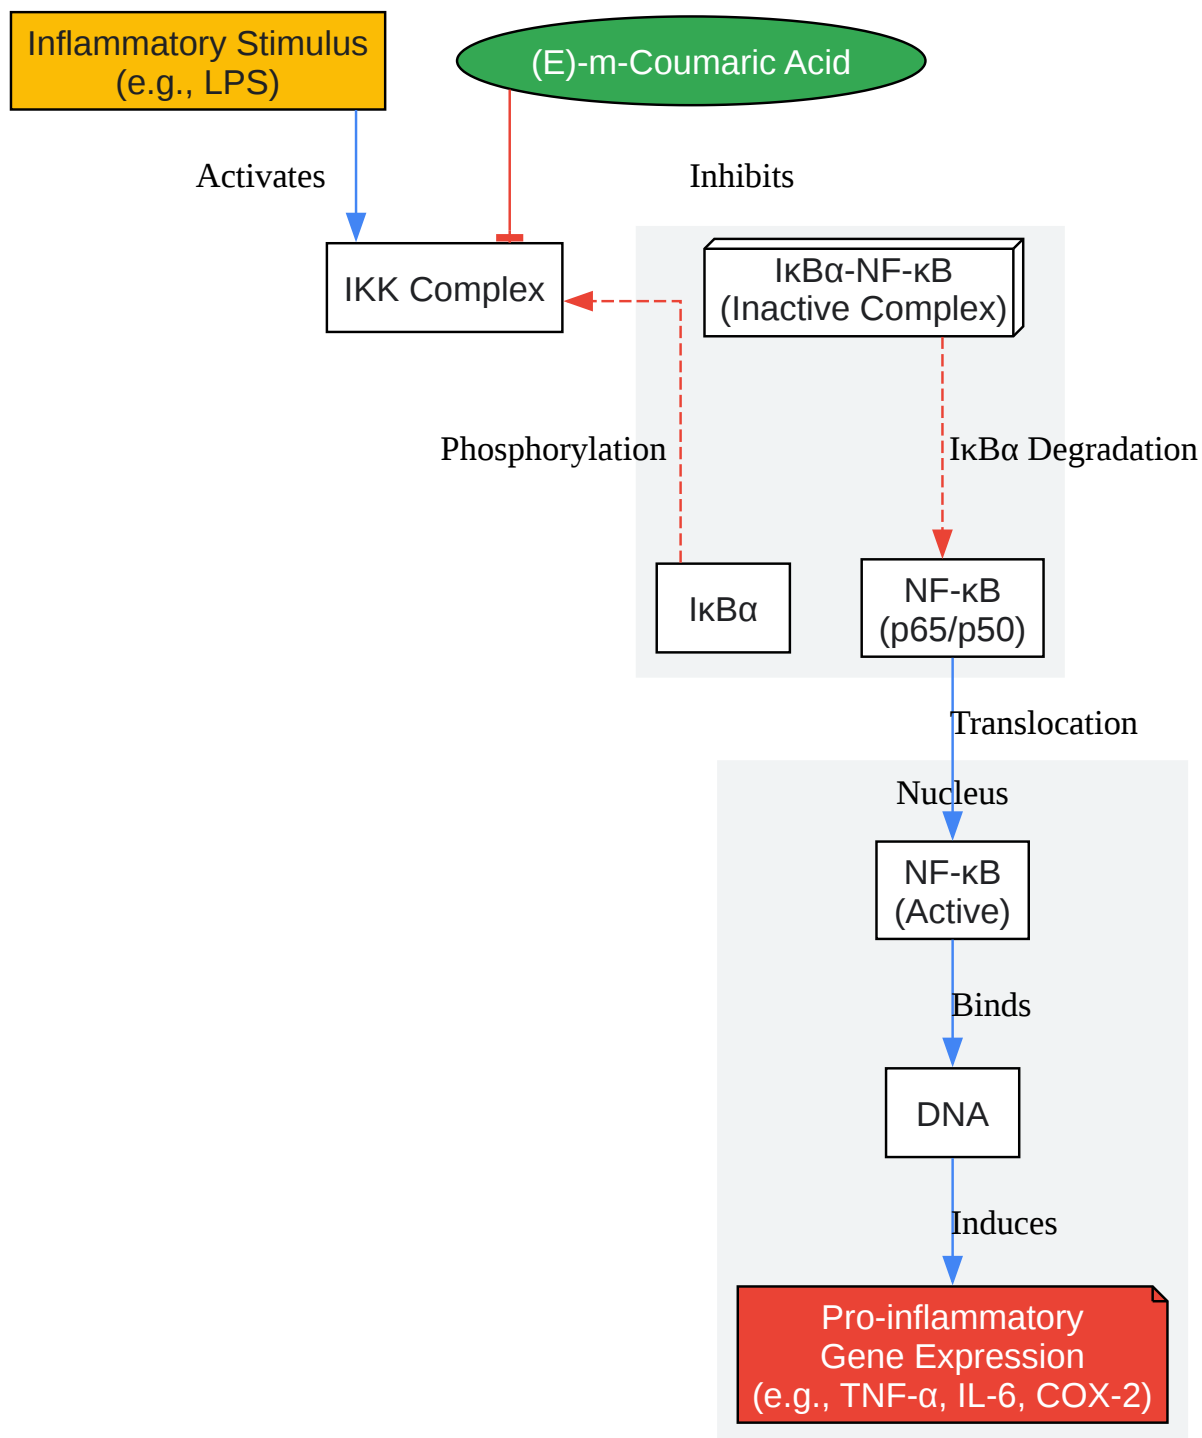 Inflammatory Stimulus
(e.g., LPS)
(E)-m-Coumaric Acid
Activates
Inhibits
IKK Complex
IκBα-NF-κB
(Inactive Complex)
Phosphorylation
IκBα Degradation
IκBα
NF-κB
(p65/p50)
Translocation
Nucleus
NF-κB
(Active)
Binds
DNA
Induces
Pro-inflammatory
Gene Expression
(e.g., TNF-α, IL-6, COX-2)